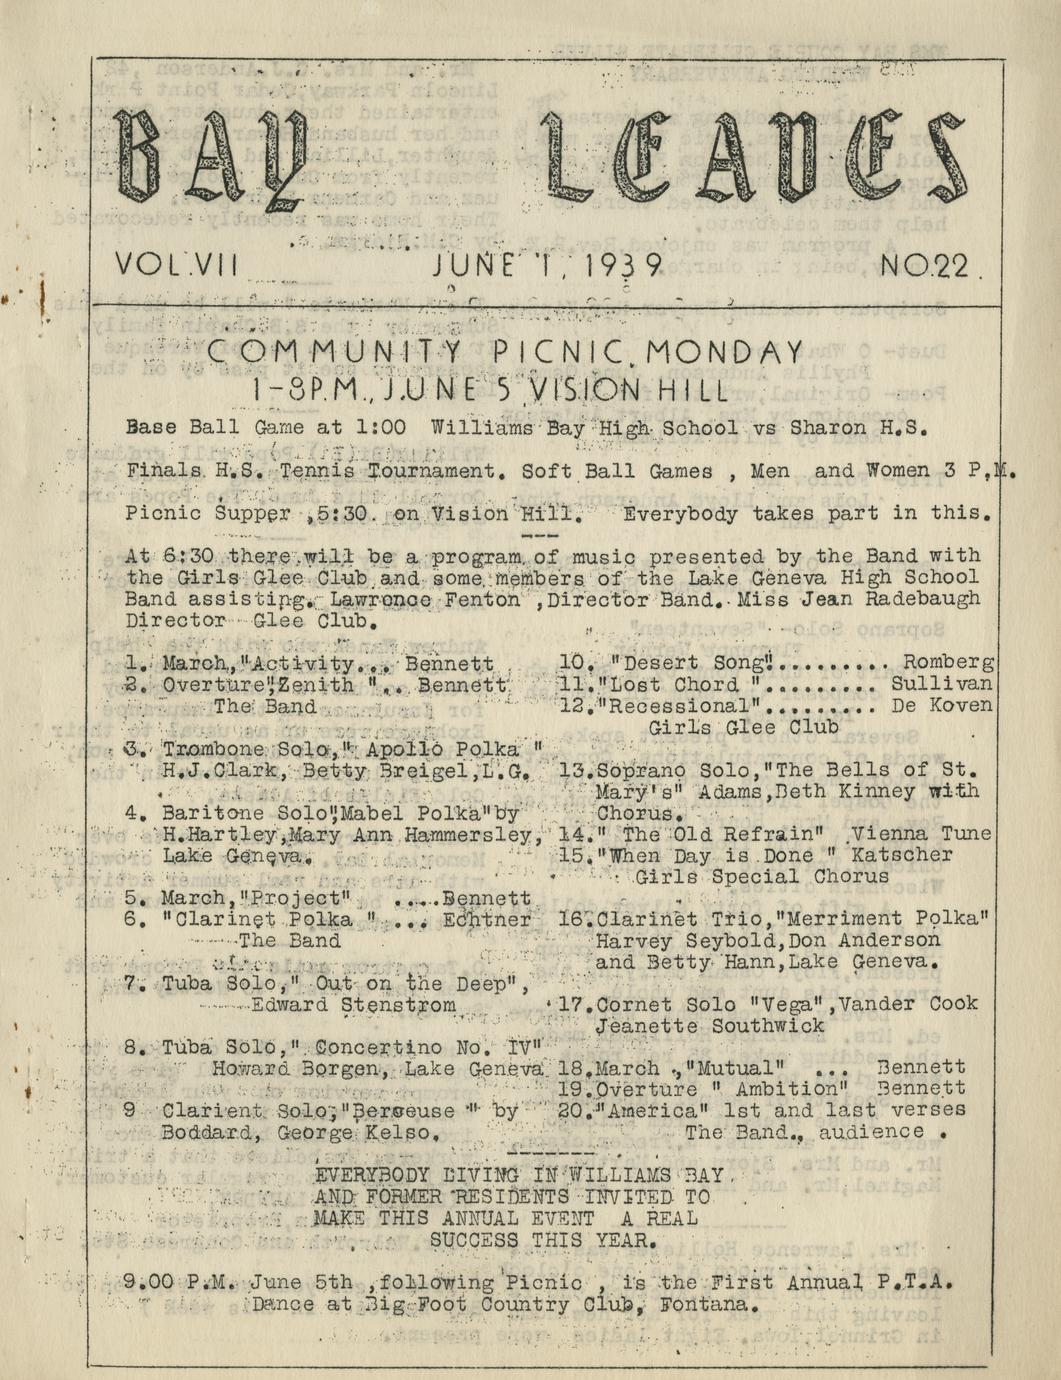 BAY LEAVES
VOL.VII JUNE 1, 1939 NO.22.
COMMUNITY PICNIC, MONDAY
1-8P.M., JUNE 5 VISION HILL
Base Ball Game at 1:00 Williams Bay High School vs Sharon H.S.
Finals H.S. Tennis Tournament. Soft Ball Games , Men and Women 3 P.M.
Picnic Supper ,5:30. on Vision Hill. Everybody takes part in this.
At 6:30 there will be a program of music presented by the Band with
the Girls Glee Club and some members of the Lake Geneva High School
Band assisting. Lawrence Fenton ,Director Band. Miss Jean Radebaugh
Director Glee Club.
1. March,"Activity... Bennett
2. Overture"Zenith ".. Bennett
The Band
3. Trombone Solo," Apollo Polka "
H.J.Clark, Betty Breigel,L.G.
4. Baritone Solo"Mabel Polka"by
H.Hartley,Mary Ann Hammersley,
Lake Geneva.
5. March,"Project" .....Bennett
6. "Clarinet Polka "... Echtner
The Band
7. Tuba Solo," Out on the Deep",
Edward Stenstrom
8. Tuba Solo," Concertino No. IV"
Howard Borgen, Lake Geneva
9 Clarient Solo,"Berseuse " by
Boddard, George Kelso.
10. "Desert Song"......... Romberg
11."Lost Chord "......... Sullivan
12."Recessional"......... De Koven
Girls Glee Club
13.Soprano Solo,"The Bells of St.
Mary's" Adams,Beth Kinney with
Chorus.
14." The Old Refrain" Vienna Tune
15."When Day is Done " Katscher
Girls Special Chorus
16.Clarinet Trio,"Merriment Polka"
Harvey Seybold,Don Anderson
and Betty Hann,Lake Geneva.
17.Cornet Solo "Vega",Vander Cook
Jeanette Southwick
18.March ,"Mutual" ... Bennett
19.Overture " Ambition" Bennett
20."America" 1st and last verses
The Band., audience .
EVERYBODY LIVING IN WILLIAMS BAY
AND FORMER RESIDENTS INVITED TO
MAKE THIS ANNUAL EVENT A REAL
SUCCESS THIS YEAR.
9.00 P.M. June 5th ,following Picnic , is the First Annual P.T.A.
Dance at Big Foot Country Club, Fontana.